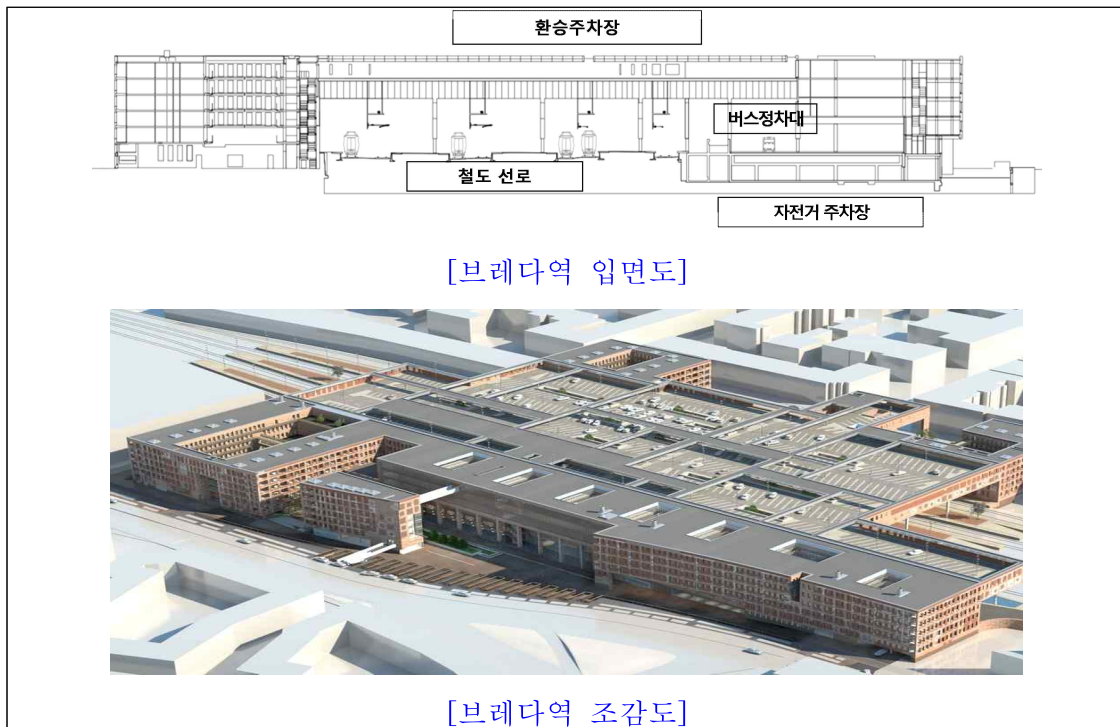 환승주차장
버스정차대
철도 선로
자전거 주차장
[브레다역 입면도]
[브레다역 조감도]